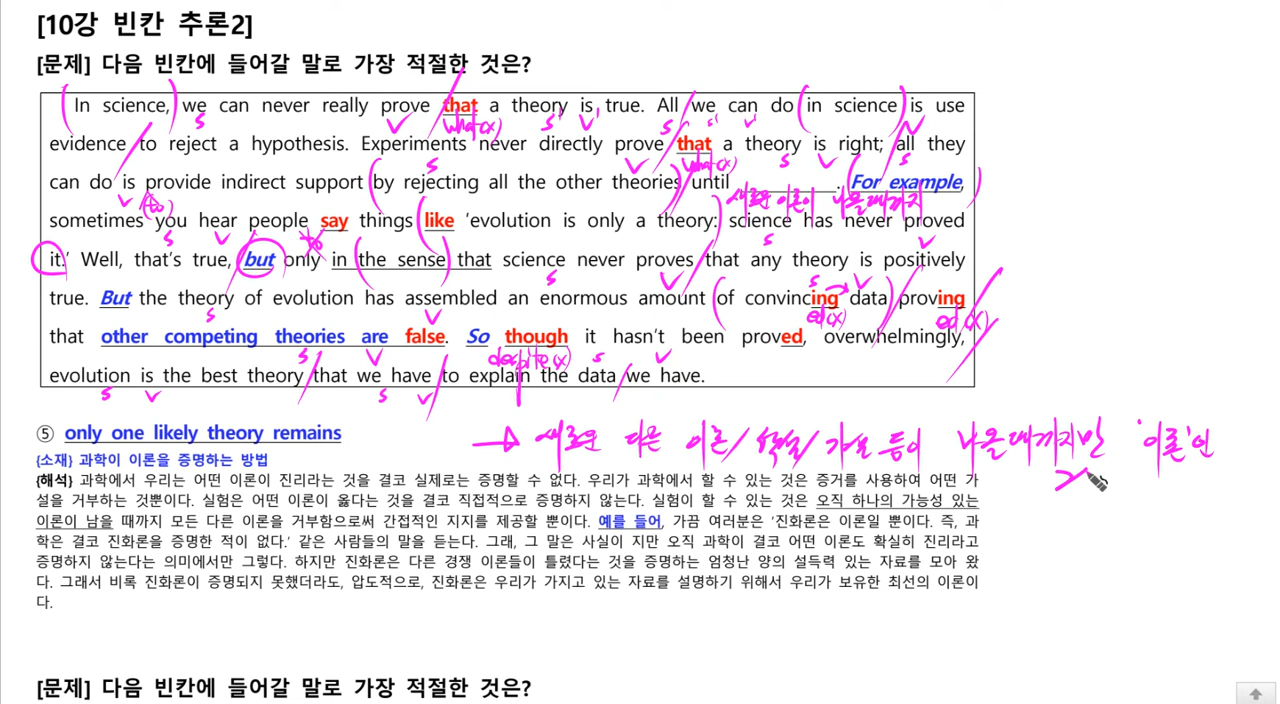 [10강 빈칸 추론2]
[문제] 다음 빈칸에 들어갈 말로 가장 적절한 것은?
In science, we can never really prove that a theory is true. All we can do in science is use
evidence to reject a hypothesis. Experiments never directly prove that a theory is right; all they
can do is provide indirect support by rejecting all the other theories until ________. For example,
sometimes you hear people say things like 'evolution is only a theory: science has never proved
it.' Well, that's true, but only in the sense that science never proves that any theory is positively
true. But the theory of evolution has assembled an enormous amount of convincing data proving
that other competing theories are false. So though it hasn't been proved, overwhelmingly,
evolution is the best theory that we have to explain the data we have.
what(x)
what(x)
새로운 이론이 나올때까지
(to)
to
ed(x)
ed(x)
despite(x)
⑤ only one likely theory remains
→ 새로운 다른 이론/학설/가설 등이 나올때까지만 '이론'인
{소재} 과학이 이론을 증명하는 방법
{해석} 과학에서 우리는 어떤 이론이 진리라는 것을 결코 실제로는 증명할 수 없다. 우리가 과학에서 할 수 있는 것은 증거를 사용하여 어떤 가
설을 거부하는 것뿐이다. 실험은 어떤 이론이 옳다는 것을 결코 직접적으로 증명하지 않는다. 실험이 할 수 있는 것은 오직 하나의 가능성 있는
이론이 남을 때까지 모든 다른 이론을 거부함으로써 간접적인 지지를 제공할 뿐이다. 예를 들어, 가끔 여러분은 '진화론은 이론일 뿐이다. 즉, 과
학은 결코 진화론을 증명한 적이 없다.' 같은 사람들의 말을 듣는다. 그래, 그 말은 사실이 지만 오직 과학이 결코 어떤 이론도 확실히 진리라고
증명하지 않는다는 의미에서만 그렇다. 하지만 진화론은 다른 경쟁 이론들이 틀렸다는 것을 증명하는 엄청난 양의 설득력 있는 자료를 모아 왔
다. 그래서 비록 진화론이 증명되지 못했더라도, 압도적으로, 진화론은 우리가 가지고 있는 자료를 설명하기 위해서 우리가 보유한 최선의 이론이
다.
[문제] 다음 빈칸에 들어갈 말로 가장 적절한 것은?